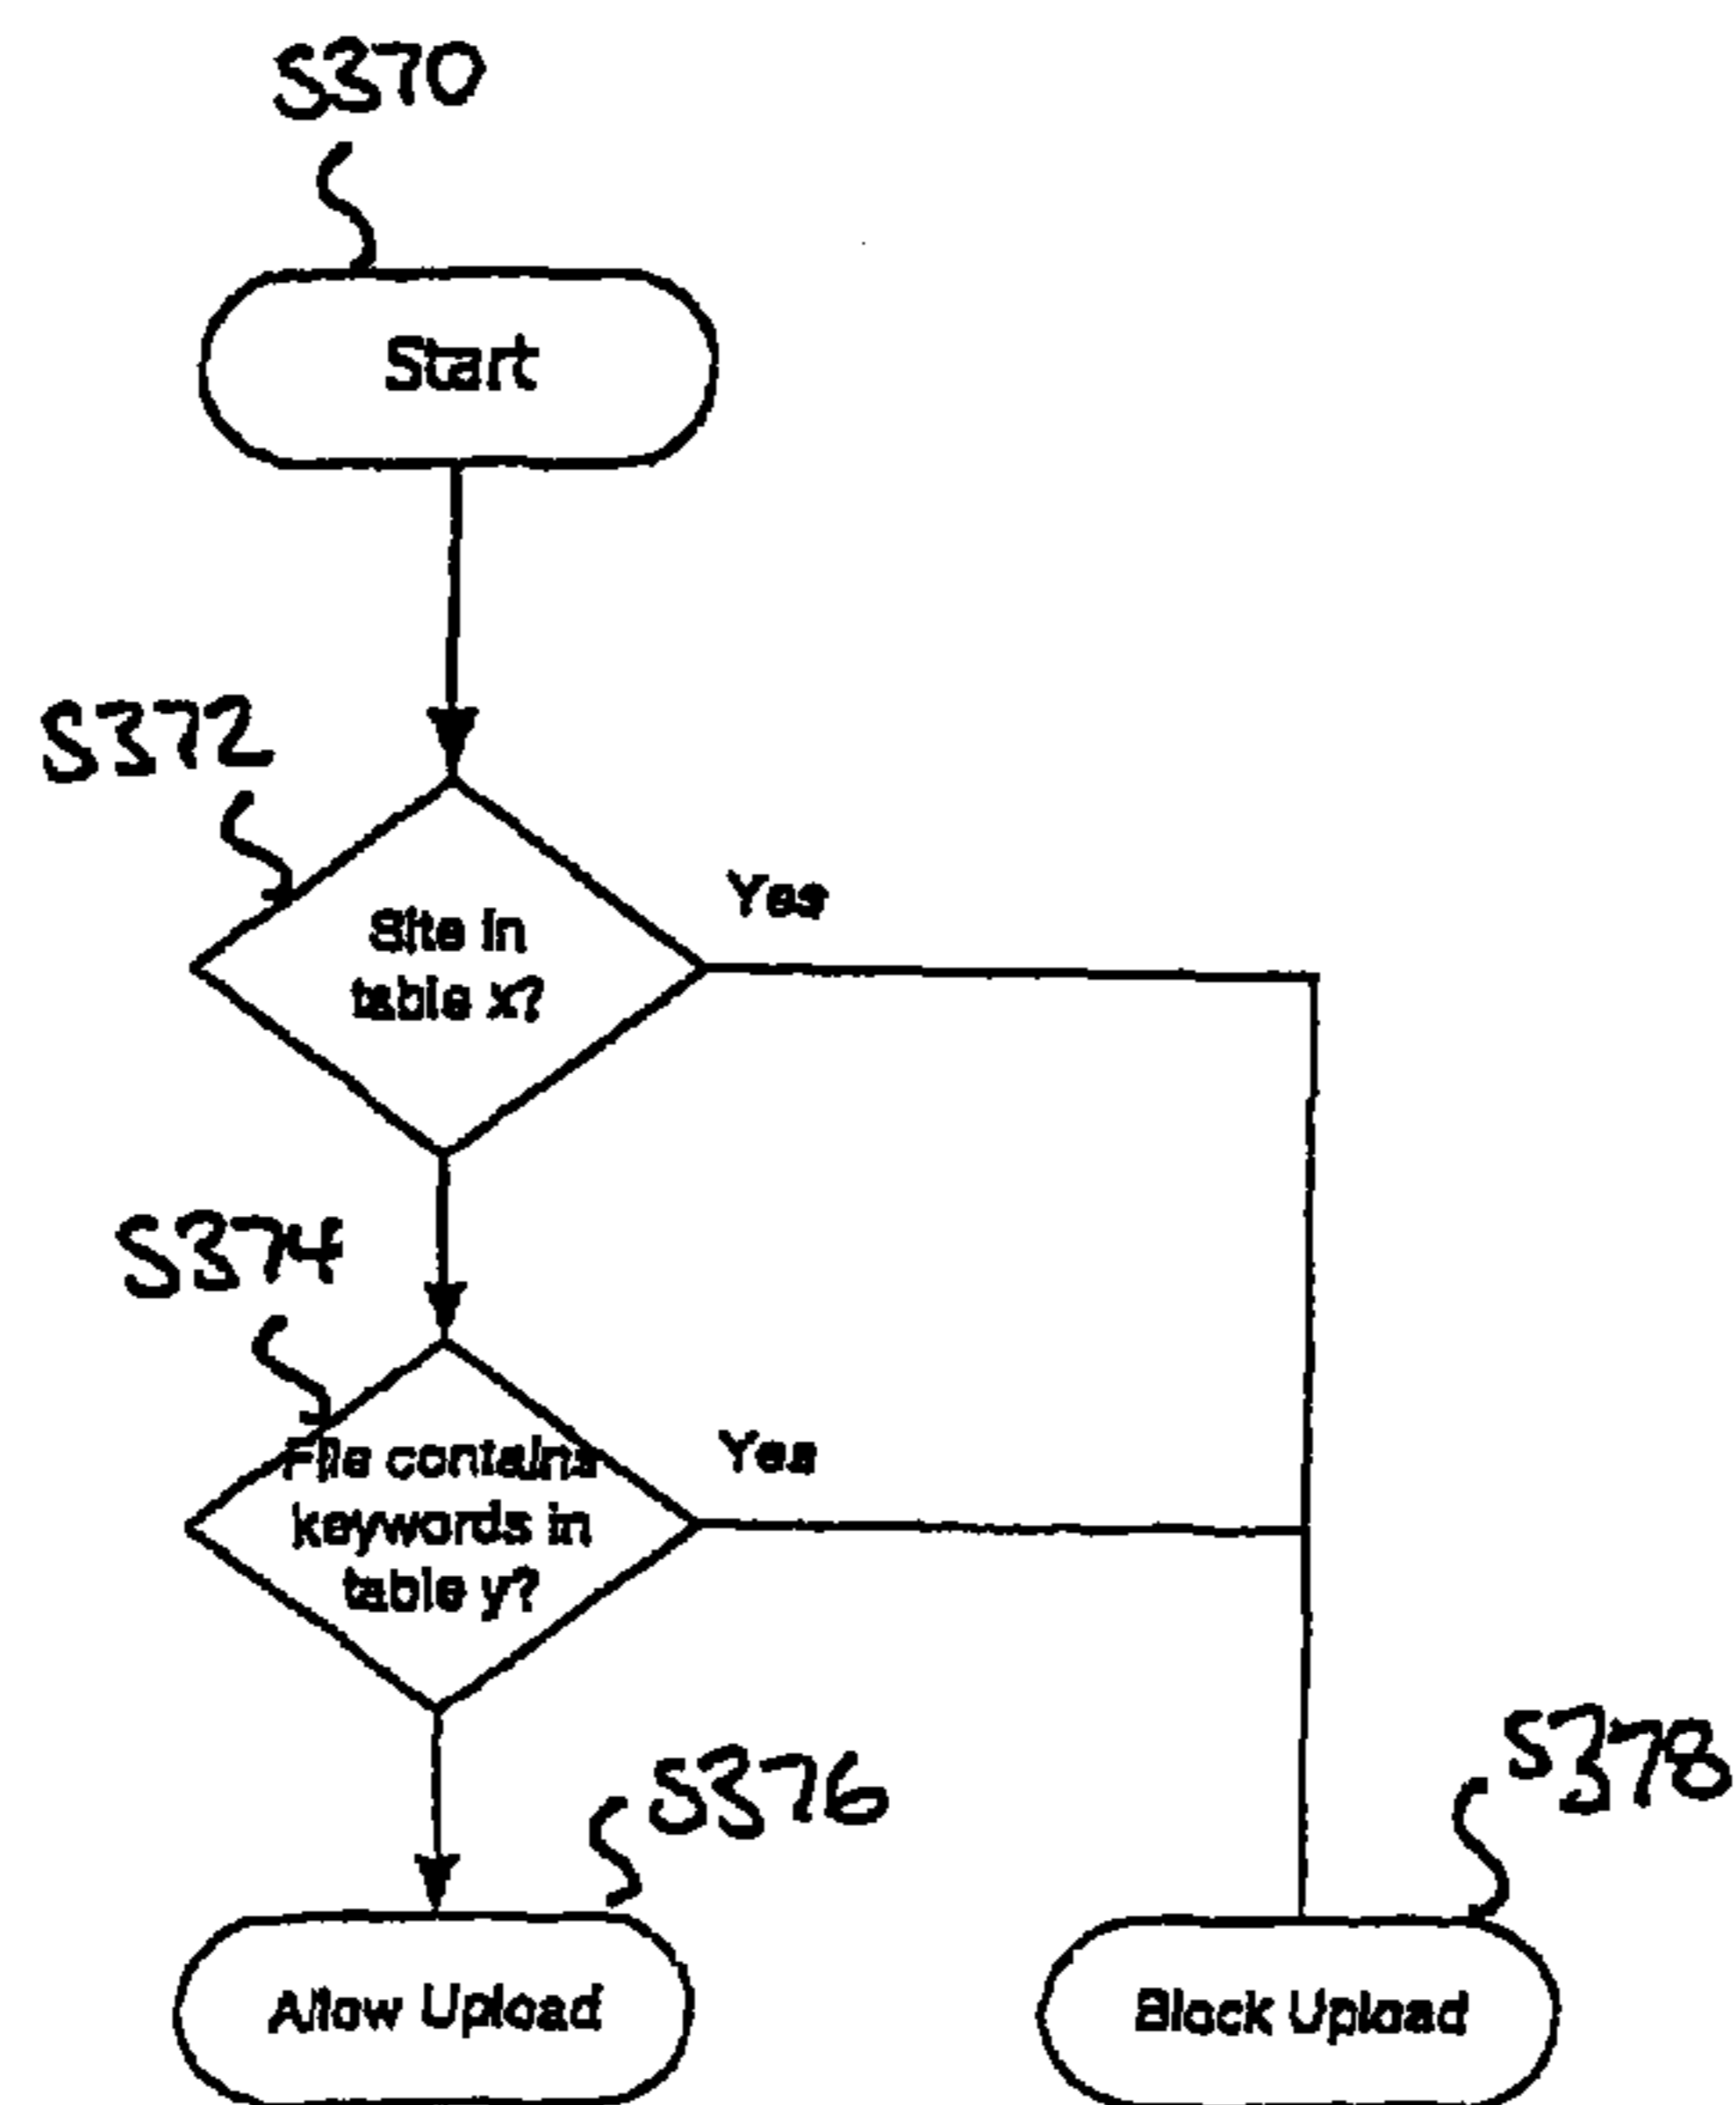 S370
Start
S372
Yes
Site in
table x?
S374
File contains
Yes
keywords in
table y?
S376
S378
Allow Upload
Block Upload